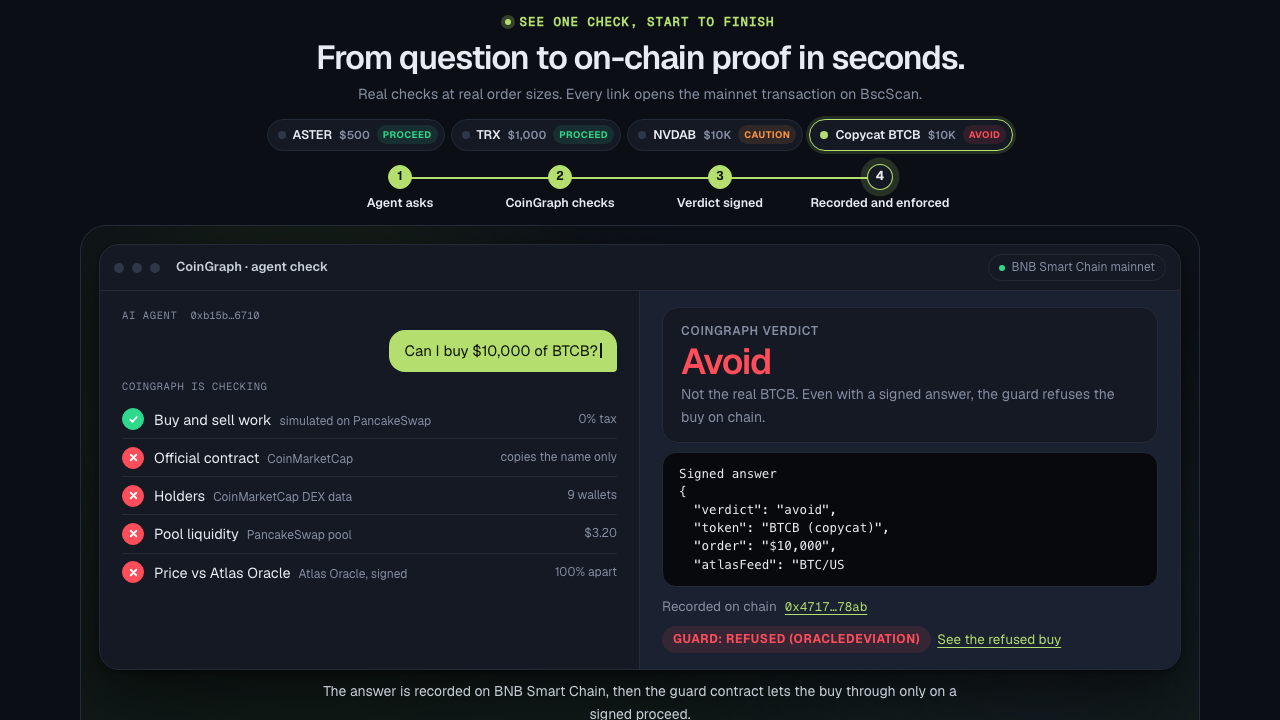 SEE ONE CHECK, START TO FINISH
From question to on-chain proof in seconds.
Real checks at real order sizes. Every link opens the mainnet transaction on BscScan.
ASTER $500 PROCEED
TRX $1,000 PROCEED
NVDAB $10K CAUTION
Copycat BTCB $10K AVOID
1 2 3 4
Agent asks
CoinGraph checks
Verdict signed
Recorded and enforced
CoinGraph · agent check
BNB Smart Chain mainnet
AI AGENT 0xb15b…6710
Can I buy $10,000 of BTCB?
COINGRAPH IS CHECKING
Buy and sell work simulated on PancakeSwap 0% tax
Official contract CoinMarketCap copies the name only
Holders CoinMarketCap DEX data 9 wallets
Pool liquidity PancakeSwap pool $3.20
Price vs Atlas Oracle Atlas Oracle, signed 100% apart
COINGRAPH VERDICT
Avoid
Not the real BTCB. Even with a signed answer, the guard refuses the
buy on chain.
Signed answer
{
"verdict": "avoid",
"token": "BTCB (copycat)",
"order": "$10,000",
"atlasFeed": "BTC/US
Recorded on chain 0x4717…78ab
GUARD: REFUSED (ORACLEDEVIATION) See the refused buy
The answer is recorded on BNB Smart Chain, then the guard contract lets the buy through only on a
signed proceed.